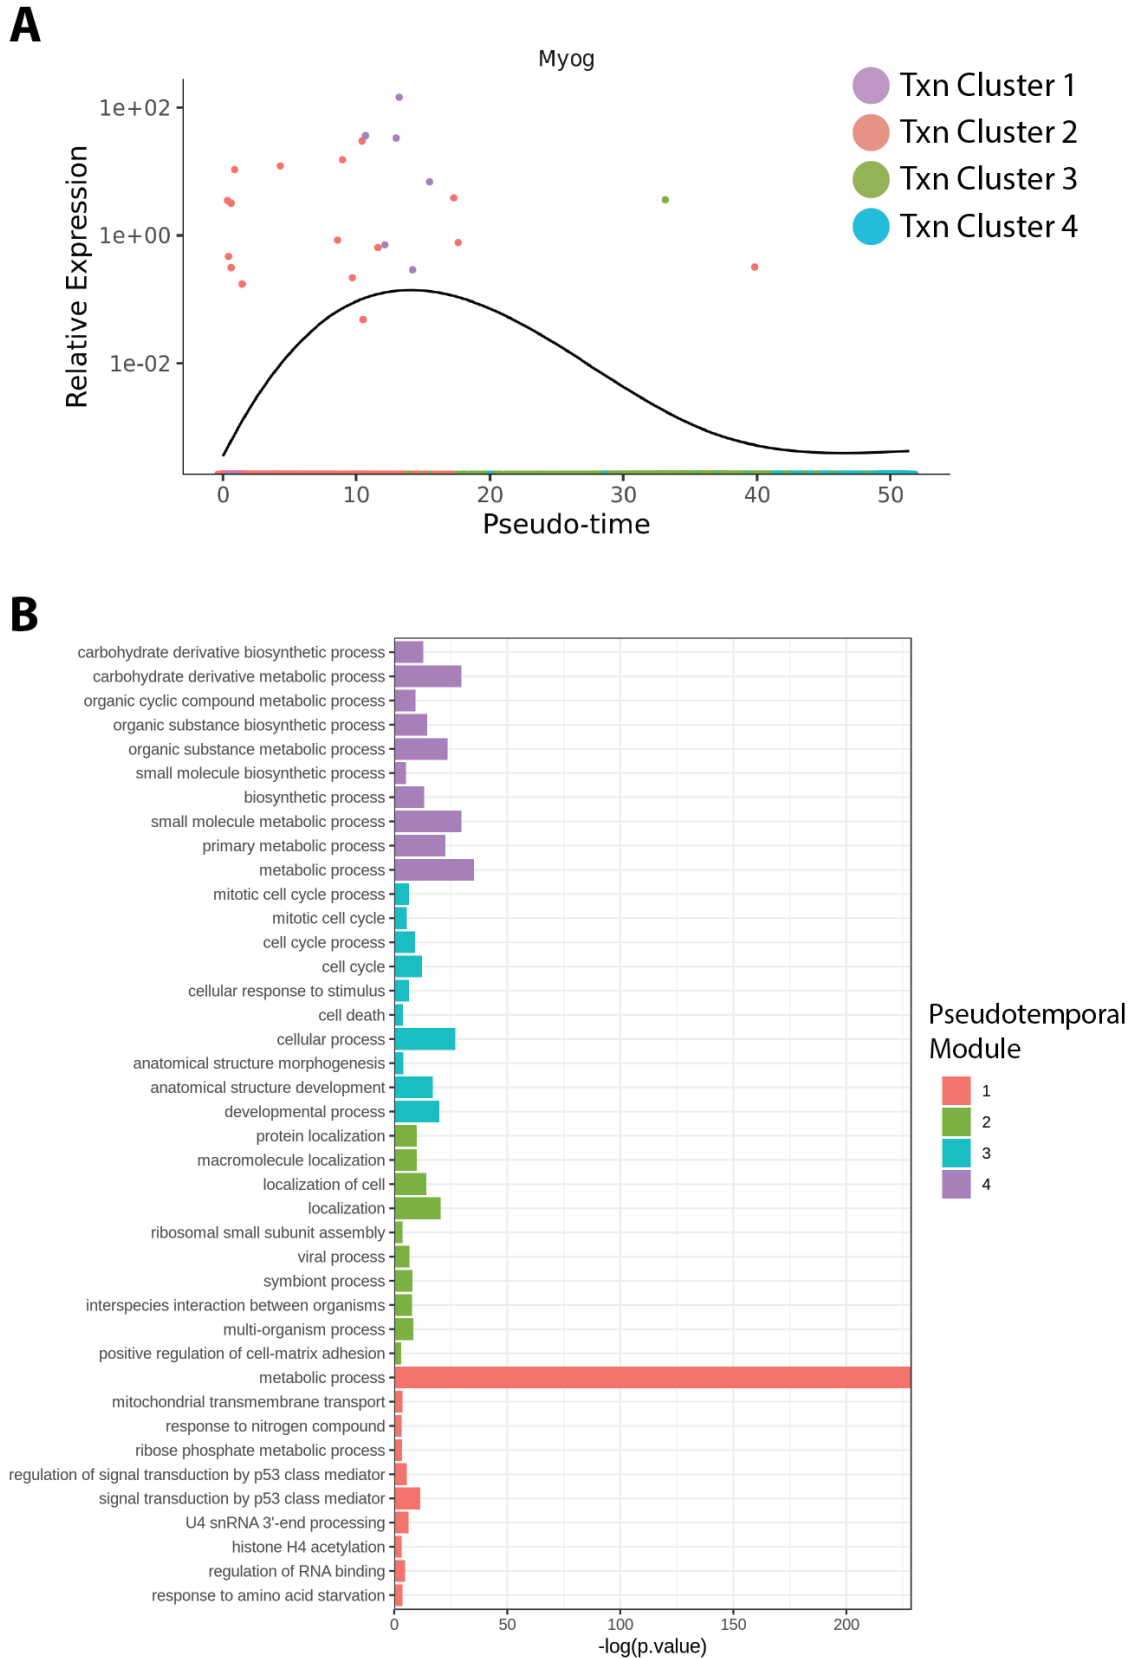 A
Myog
Txn Cluster 1
Txn Cluster 2
Txn Cluster 3
Txn Cluster 4
Relative Expression
1e+02
1e+00
1e-02
0 10 20 30 40 50
Pseudo-time
B
carbohydrate derivative biosynthetic process
carbohydrate derivative metabolic process
organic cyclic compound metabolic process
organic substance biosynthetic process
organic substance metabolic process
small molecule biosynthetic process
biosynthetic process
small molecule metabolic process
primary metabolic process
metabolic process
mitotic cell cycle process
mitotic cell cycle
cell cycle process
cell cycle
cellular response to stimulus
cell death
cellular process
anatomical structure morphogenesis
anatomical structure development
developmental process
protein localization
macromolecule localization
localization of cell
localization
ribosomal small subunit assembly
viral process
symbiont process
interspecies interaction between organisms
multi-organism process
positive regulation of cell-matrix adhesion
metabolic process
mitochondrial transmembrane transport
response to nitrogen compound
ribose phosphate metabolic process
regulation of signal transduction by p53 class mediator
signal transduction by p53 class mediator
U4 snRNA 3'-end processing
histone H4 acetylation
regulation of RNA binding
response to amino acid starvation
0 50 100 150 200
-log(p.value)
Pseudotemporal
Module
1
2
3
4